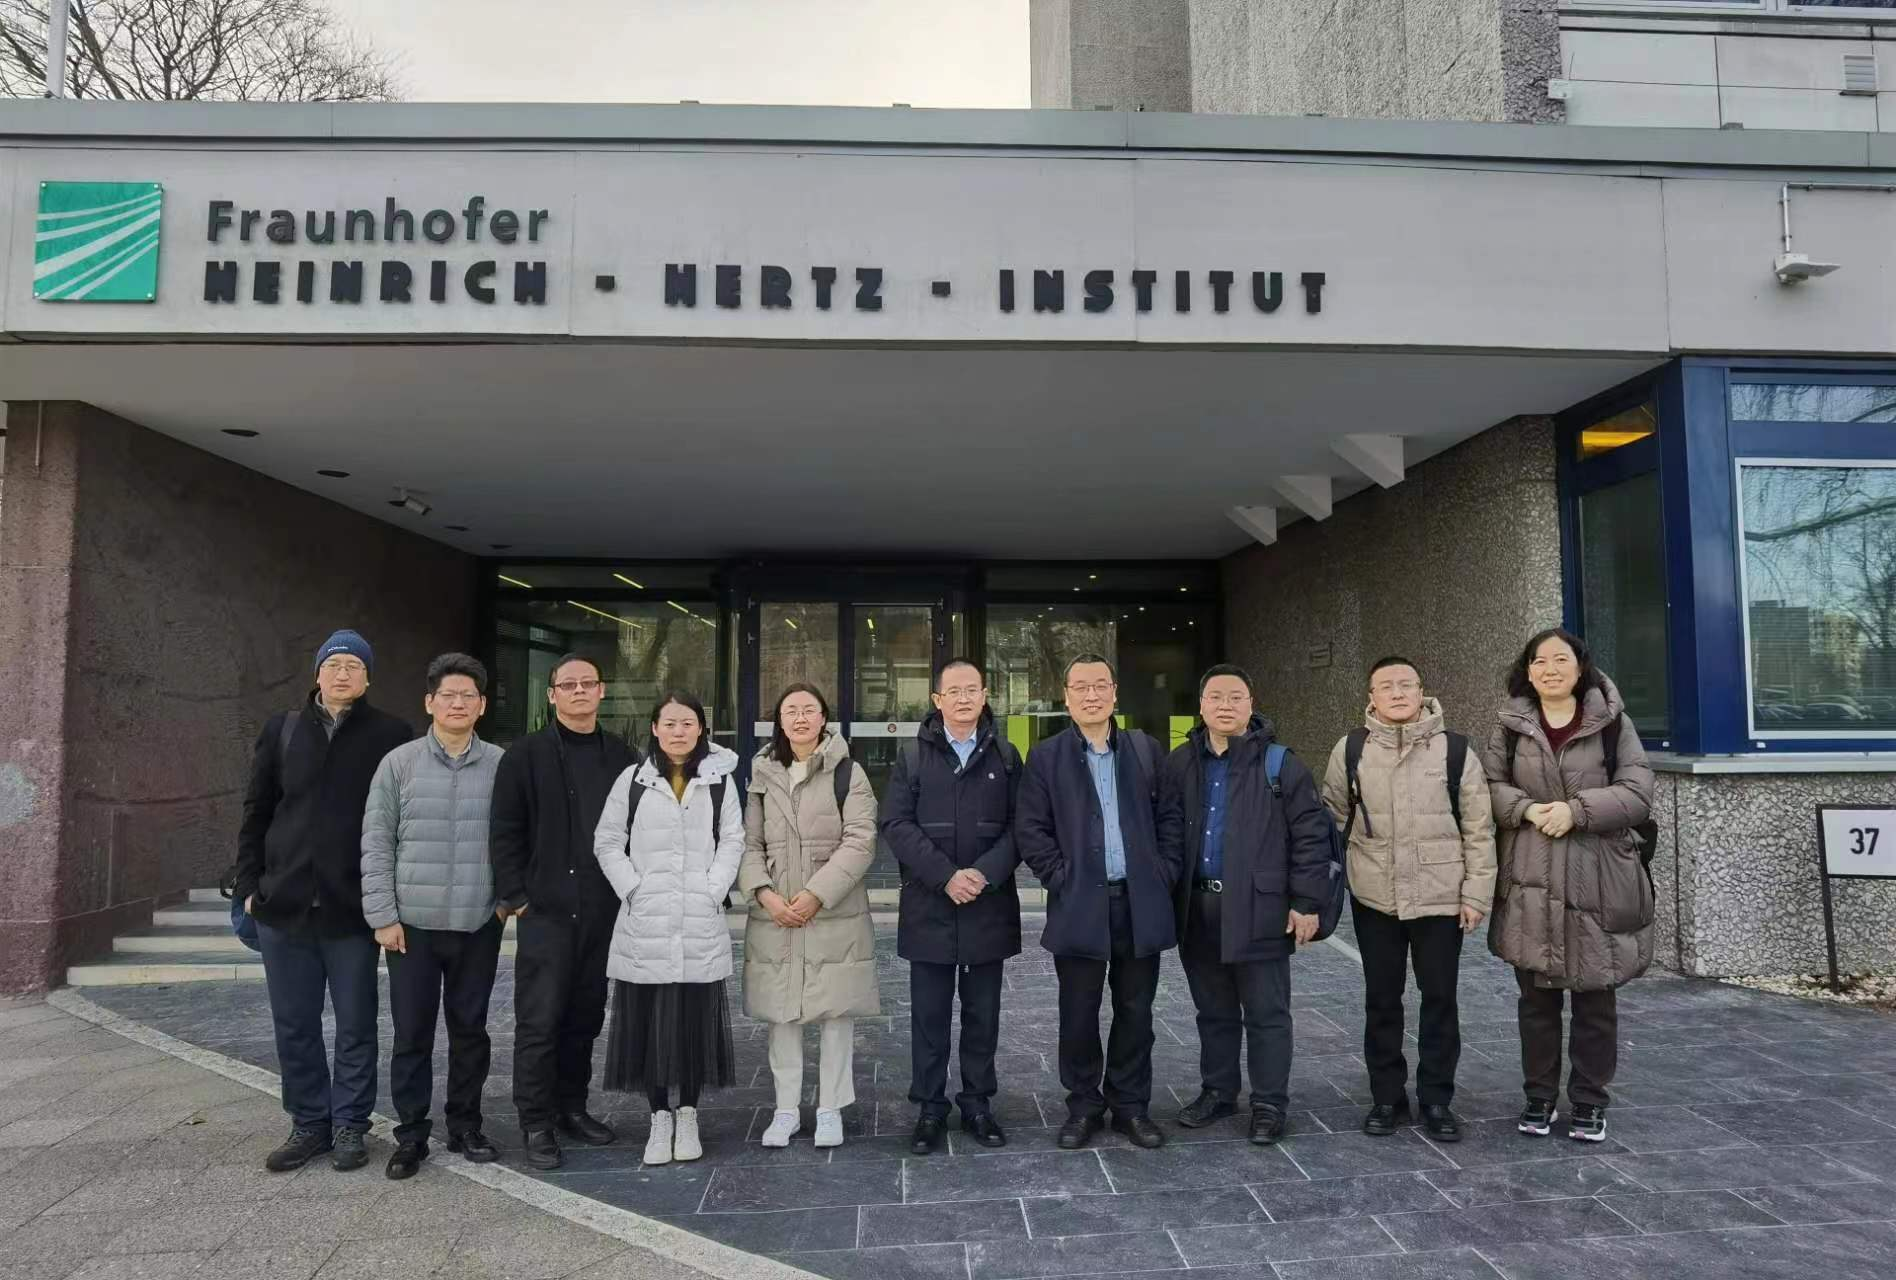 Fraunhofer
HEINRICH - HERTZ - INSTITUT
37